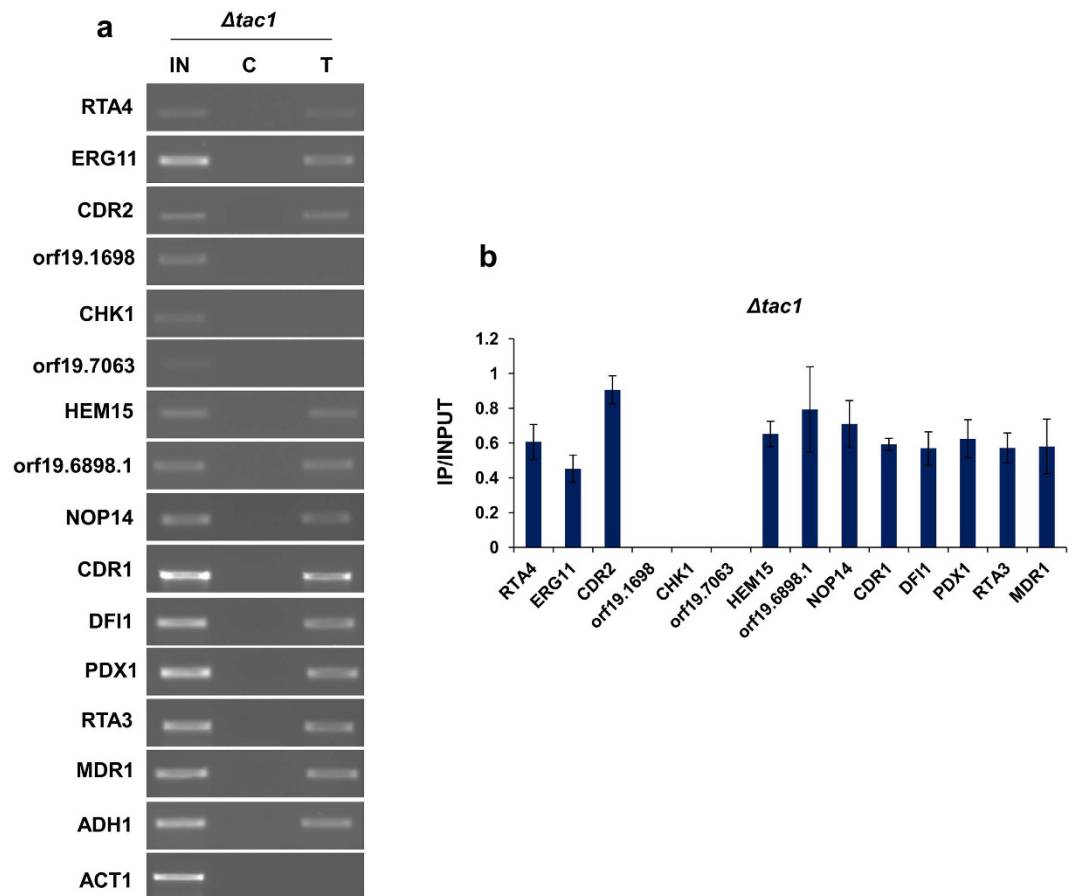 a
Δtac1
IN C T
RTA4
ERG11
CDR2
orf19.1698
CHK1
orf19.7063
HEM15
orf19.6898.1
NOP14
CDR1
DFI1
PDX1
RTA3
MDR1
ADH1
ACT1
b
Δtac1
1.2
1
0.8
0.6
0.4
0.2
0
IP/INPUT
RTA4 ERG11 CDR2 orf19.1698 CHK1 orf19.7063 HEM15 orf19.6898.1 NOP14 CDR1 DFI1 PDX1 RTA3 MDR1